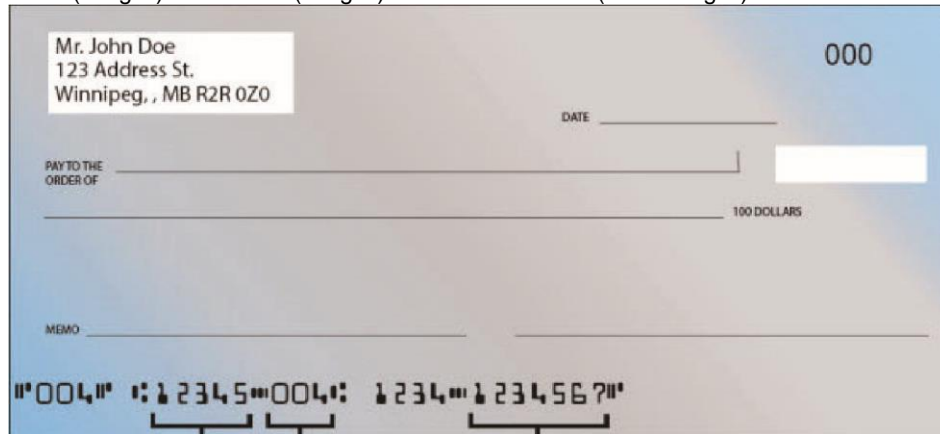 Mr. John Doe
000
123 Address St.
Winnipeg, , MB R2R 0Z0
DATE
PAY TO THE
ORDER OF
100 DOLLARS
MEMO
⑈004⑈ ⑆12345⑉004⑆ 1234⑉1234567⑈